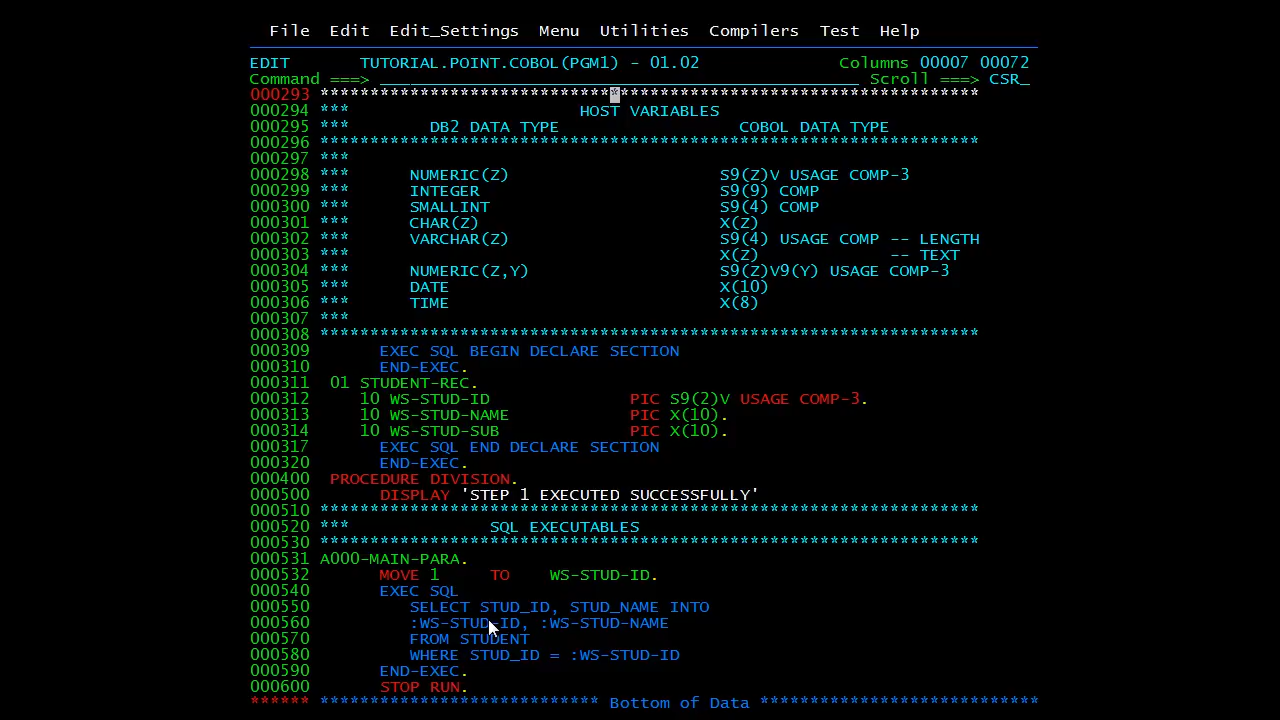 File  Edit  Edit_Settings  Menu  Utilities  Compilers  Test  Help
EDIT       TUTORIAL.POINT.COBOL(PGM1) - 01.02              Columns 00007 00072
Command ===> ________________________________________________ Scroll ===> CSR_
000293 ******************************************************************
000294 ***                       HOST VARIABLES
000295 ***        DB2 DATA TYPE                  COBOL DATA TYPE
000296 ******************************************************************
000297 ***
000298 ***      NUMERIC(Z)                     S9(Z)V USAGE COMP-3
000299 ***      INTEGER                        S9(9) COMP
000300 ***      SMALLINT                       S9(4) COMP
000301 ***      CHAR(Z)                        X(Z)
000302 ***      VARCHAR(Z)                     S9(4) USAGE COMP -- LENGTH
000303 ***                                     X(Z)             -- TEXT
000304 ***      NUMERIC(Z,Y)                   S9(Z)V9(Y) USAGE COMP-3
000305 ***      DATE                           X(10)
000306 ***      TIME                           X(8)
000307 ***
000308 ******************************************************************
000309       EXEC SQL BEGIN DECLARE SECTION
000310       END-EXEC.
000311  01 STUDENT-REC.
000312     10 WS-STUD-ID              PIC S9(2)V USAGE COMP-3.
000313     10 WS-STUD-NAME            PIC X(10).
000314     10 WS-STUD-SUB             PIC X(10).
000317       EXEC SQL END DECLARE SECTION
000320       END-EXEC.
000400  PROCEDURE DIVISION.
000500       DISPLAY 'STEP 1 EXECUTED SUCCESSFULLY'
000510 ******************************************************************
000520 ***              SQL EXECUTABLES
000530 ******************************************************************
000531 A000-MAIN-PARA.
000532       MOVE 1     TO    WS-STUD-ID.
000540       EXEC SQL
000550          SELECT STUD_ID, STUD_NAME INTO
000560          :WS-STUD-ID, :WS-STUD-NAME
000570          FROM STUDENT
000580          WHERE STUD_ID = :WS-STUD-ID
000590       END-EXEC.
000600       STOP RUN.
****** **************************** Bottom of Data ****************************